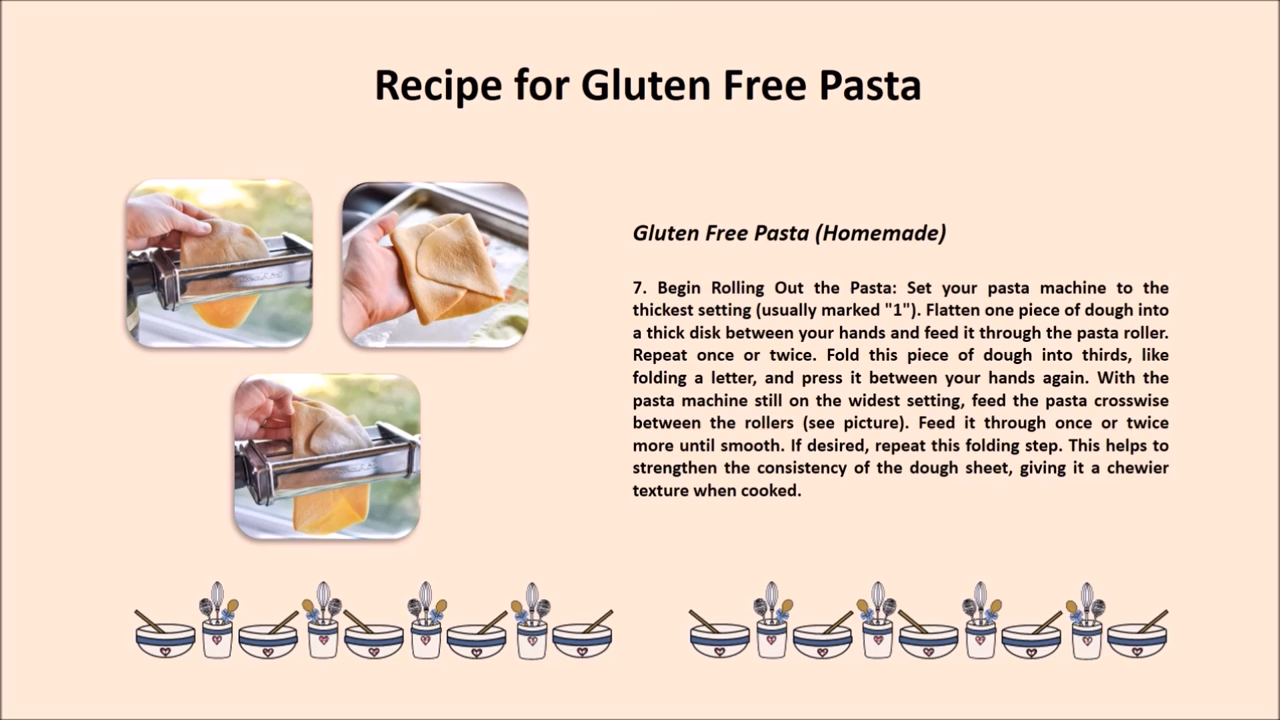 Recipe for Gluten Free Pasta
Gluten Free Pasta (Homemade)
7. Begin Rolling Out the Pasta: Set your pasta machine to the
thickest setting (usually marked "1"). Flatten one piece of dough into
a thick disk between your hands and feed it through the pasta roller.
Repeat once or twice. Fold this piece of dough into thirds, like
folding a letter, and press it between your hands again. With the
pasta machine still on the widest setting, feed the pasta crosswise
between the rollers (see picture). Feed it through once or twice
more until smooth. If desired, repeat this folding step. This helps to
strengthen the consistency of the dough sheet, giving it a chewier
texture when cooked.